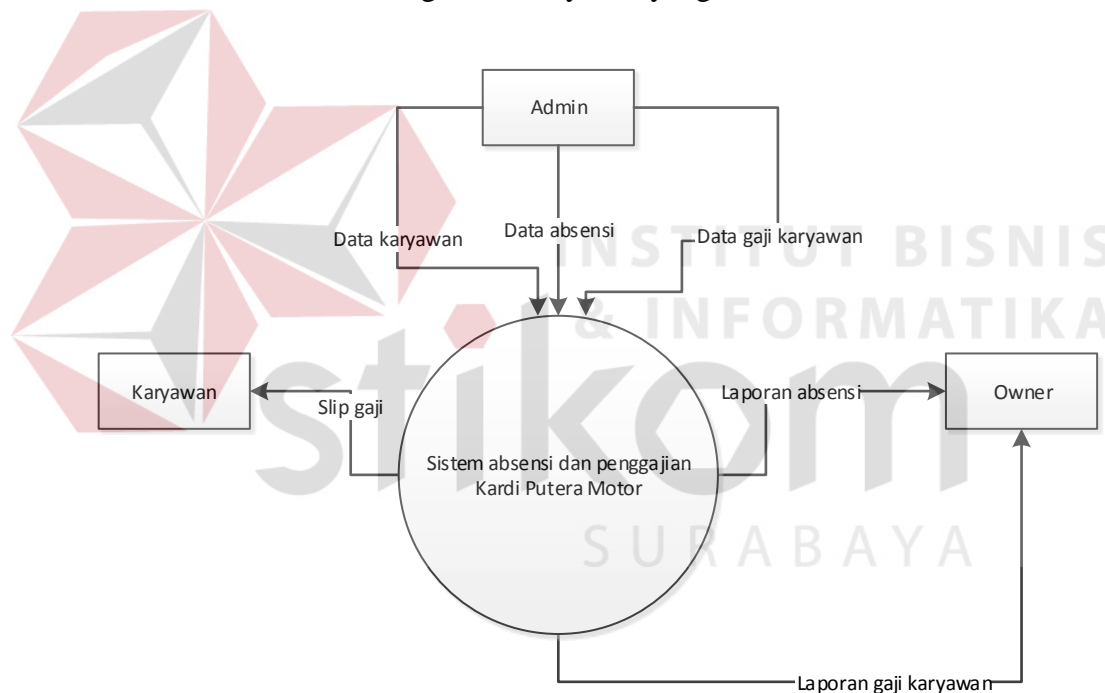 Admin
Data karyawan
Data absensi
Data gaji karyawan
INSTITUT BISNIS
& INFORMATIKA
Karyawan
Slip gaji
Laporan absensi
Owner
stikom
Sistem absensi dan penggajian
Kardi Putera Motor
SURABAYA
Laporan gaji karyawan